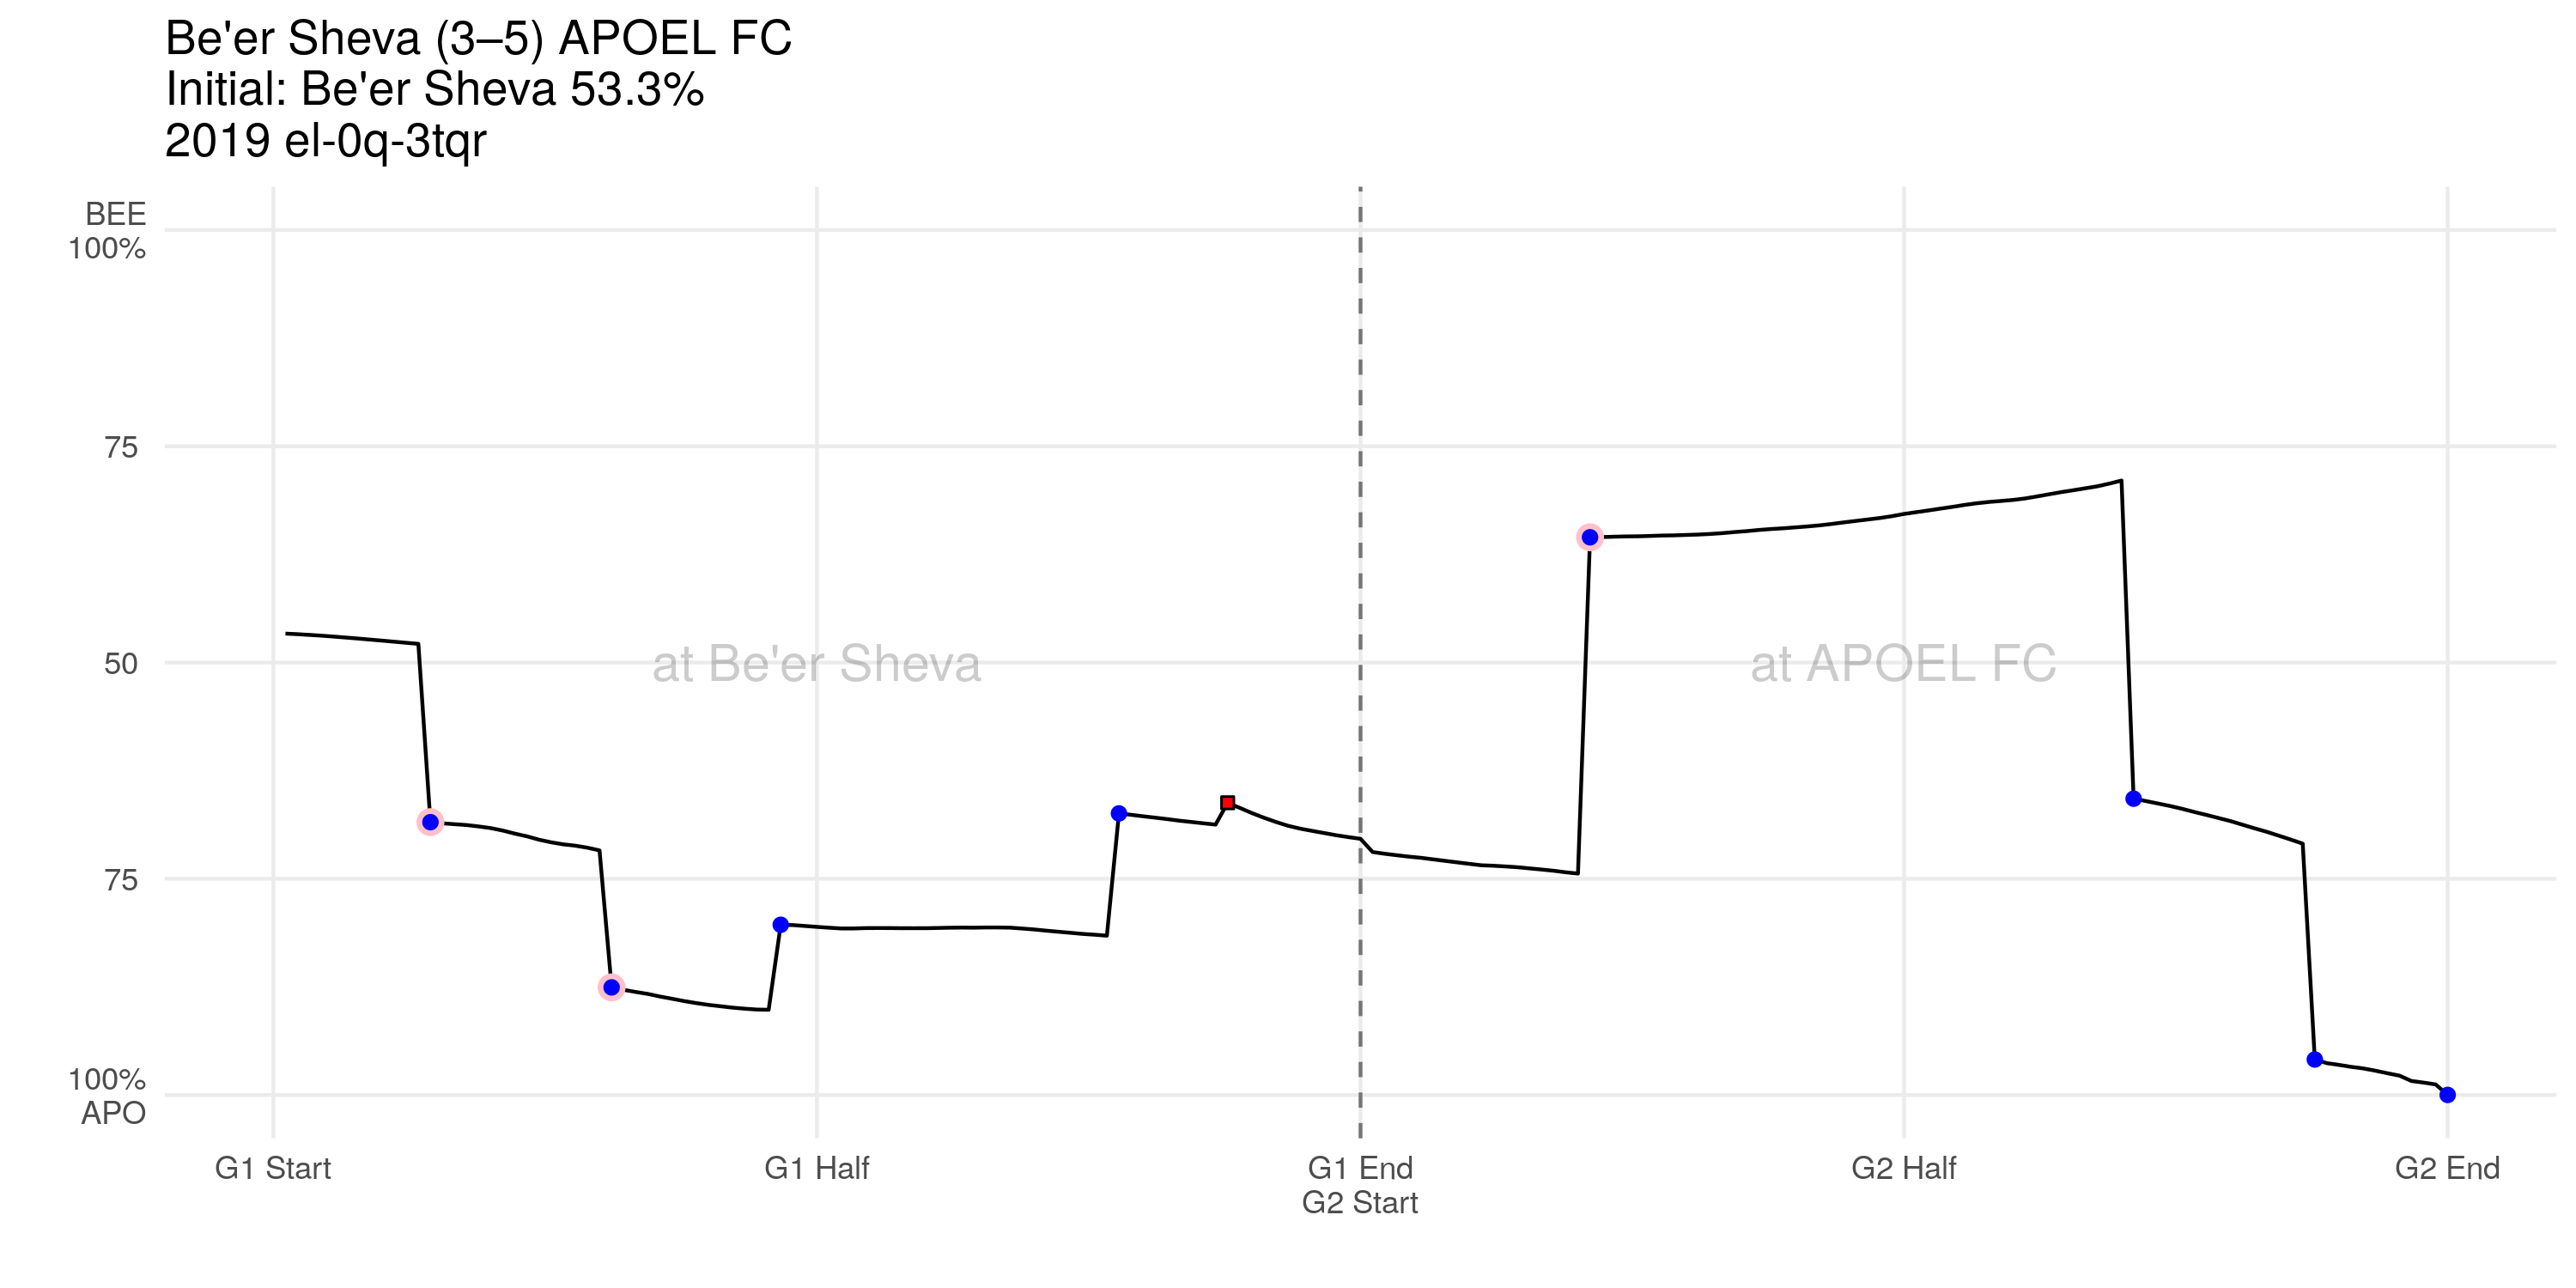 Be'er Sheva (3–5) APOEL FC
Initial: Be'er Sheva 53.3%
2019 el-0q-3tqr
BEE
100%
75
50
75
100%
APO
at Be'er Sheva
at APOEL FC
G1 Start
G1 Half
G1 End
G2 Start
G2 Half
G2 End